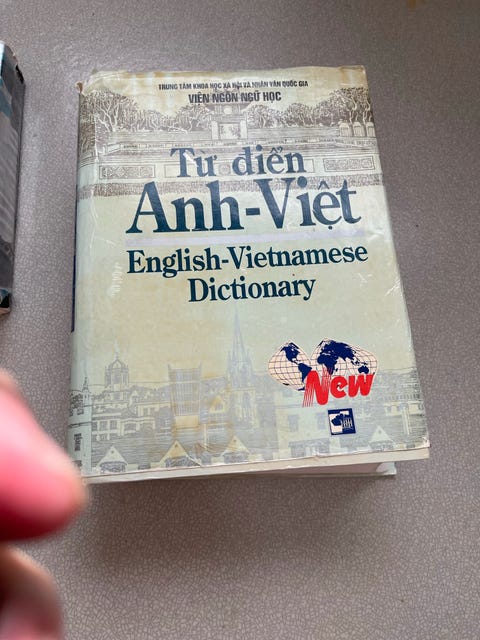 TRUNG TÂM KHOA HỌC XÃ HỘI VÀ NHÂN VĂN QUỐC GIA
VIỆN NGÔN NGỮ HỌC
Từ điển
Anh-Việt
English-Vietnamese
Dictionary
New